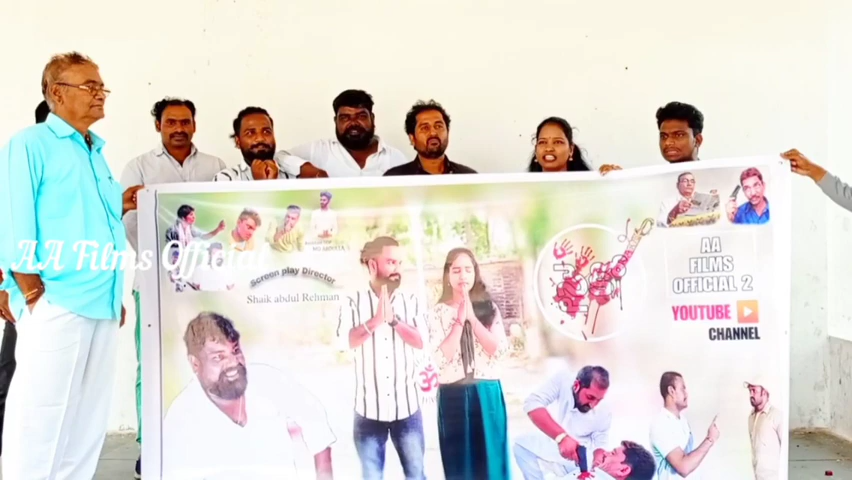 AA Films Official
Screen play Director
Shaik abdul Rehman
AA
FILMS
OFFICIAL 2
YOUTUBE
CHANNEL